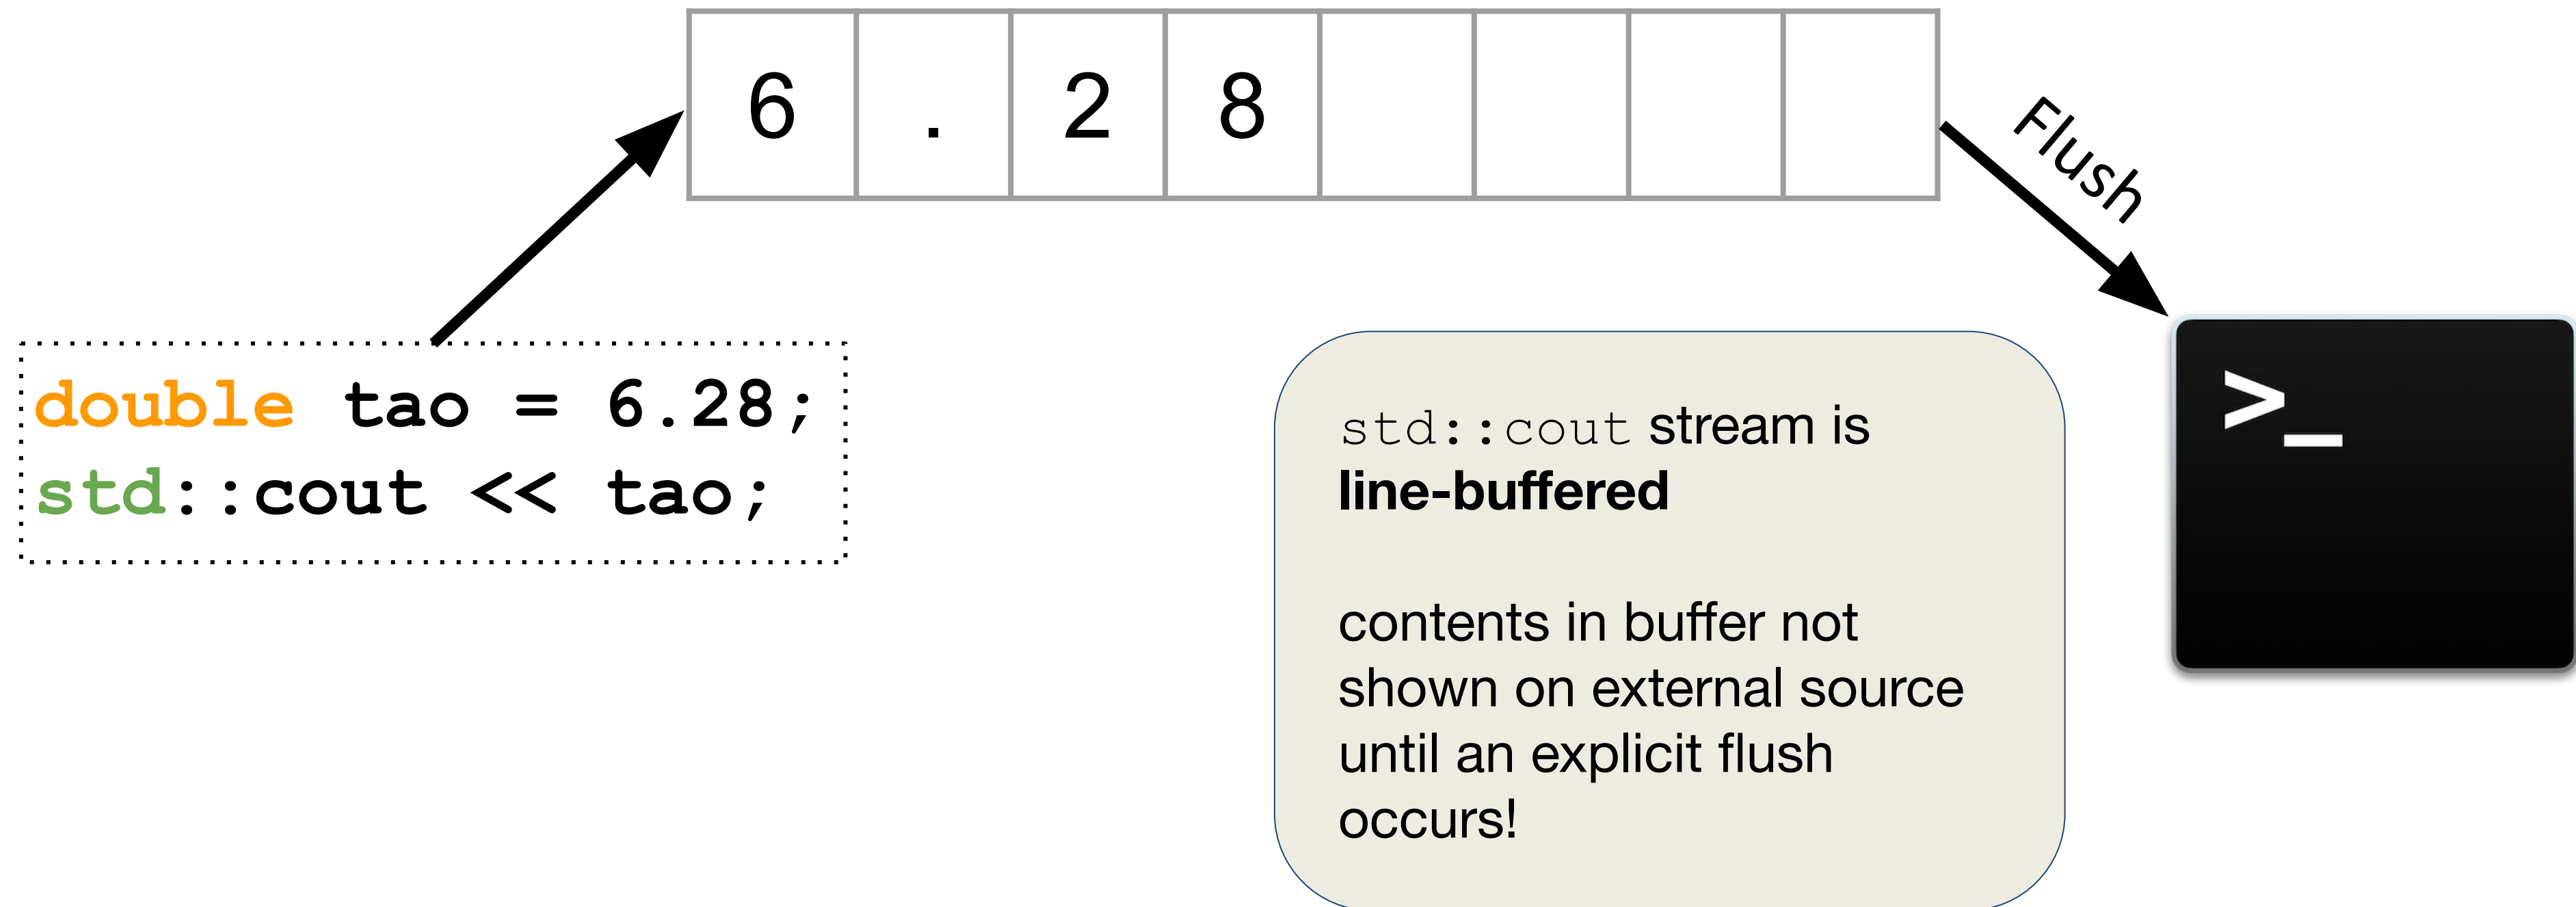 6 . 2 8
Flush
double tao = 6.28;
std::cout << tao;
std::cout stream is
line-buffered
contents in buffer not
shown on external source
until an explicit flush
occurs!
>_